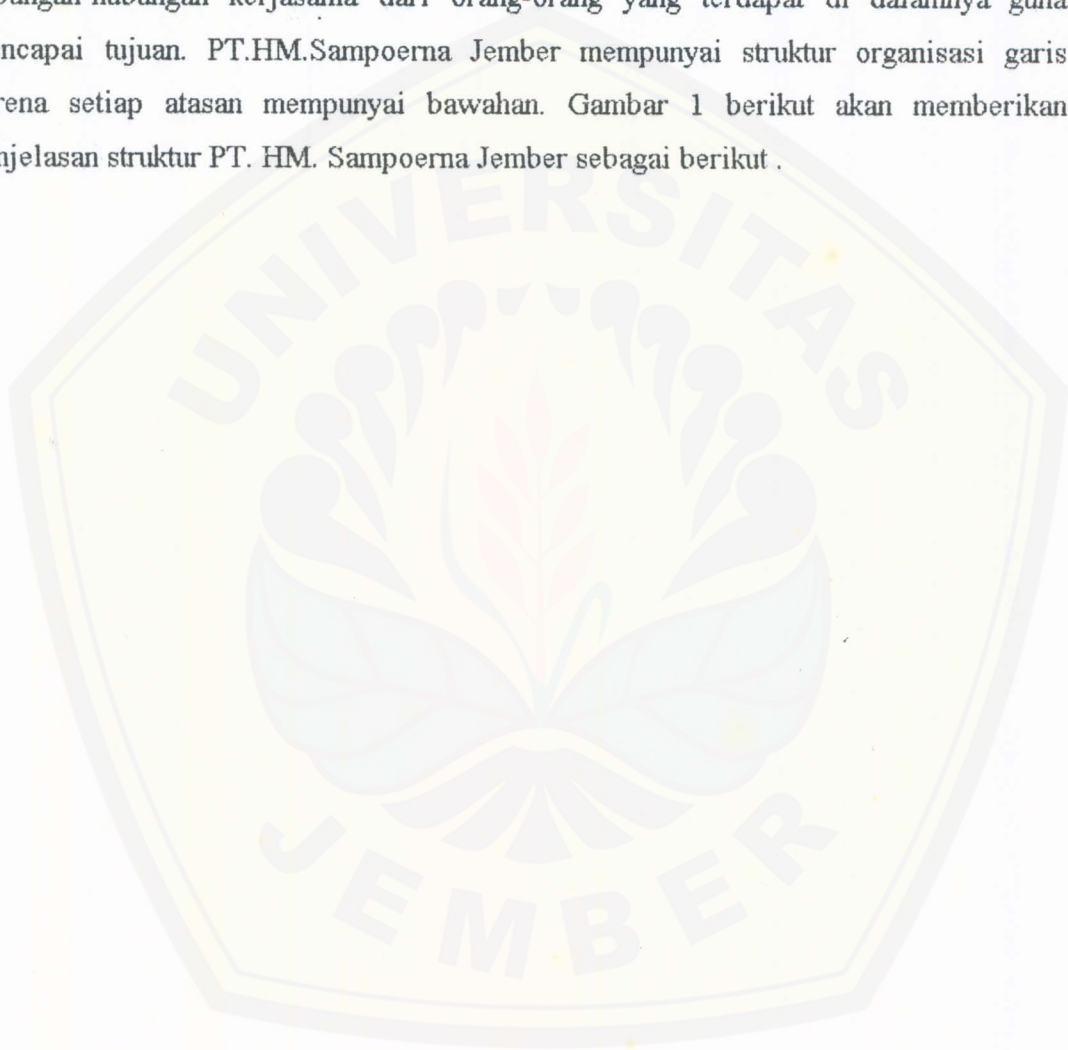 kerjasama dari orang-orang yang terdapat di dalamnya guna
ncapai tujuan. PT.HM.Sampoerna Jember mempunyai struktur organisasi garis
rena setiap atasan mempunyai bawahan. Gambar 1 berikut akan memberikan
njelasan struktur PT. HM. Sampoerna Jember sebagai berikut .
UNIVERSITAS
JEMBER